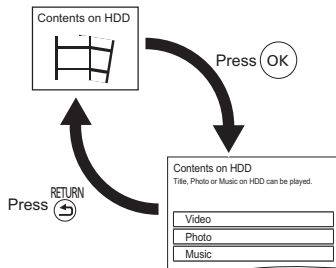 Contents on HDD
Press OK
RETURN
Press
Contents on HDD
Title, Photo or Music on HDD can be played.
Video
Photo
Music